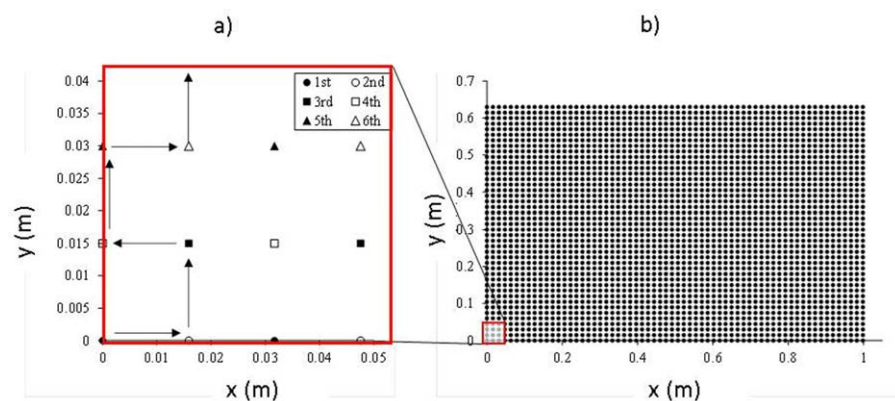 a)
b)
0.04
0.035
0.03
0.025
0.02
0.015
0.01
0.005
0
y (m)
1st
2nd
3rd
4th
5th
6th
0 0.01 0.02 0.03 0.04 0.05
x (m)
0.7
0.6
0.5
0.4
0.3
0.2
0.1
0
y (m)
0 0.2 0.4 0.6 0.8 1
x (m)